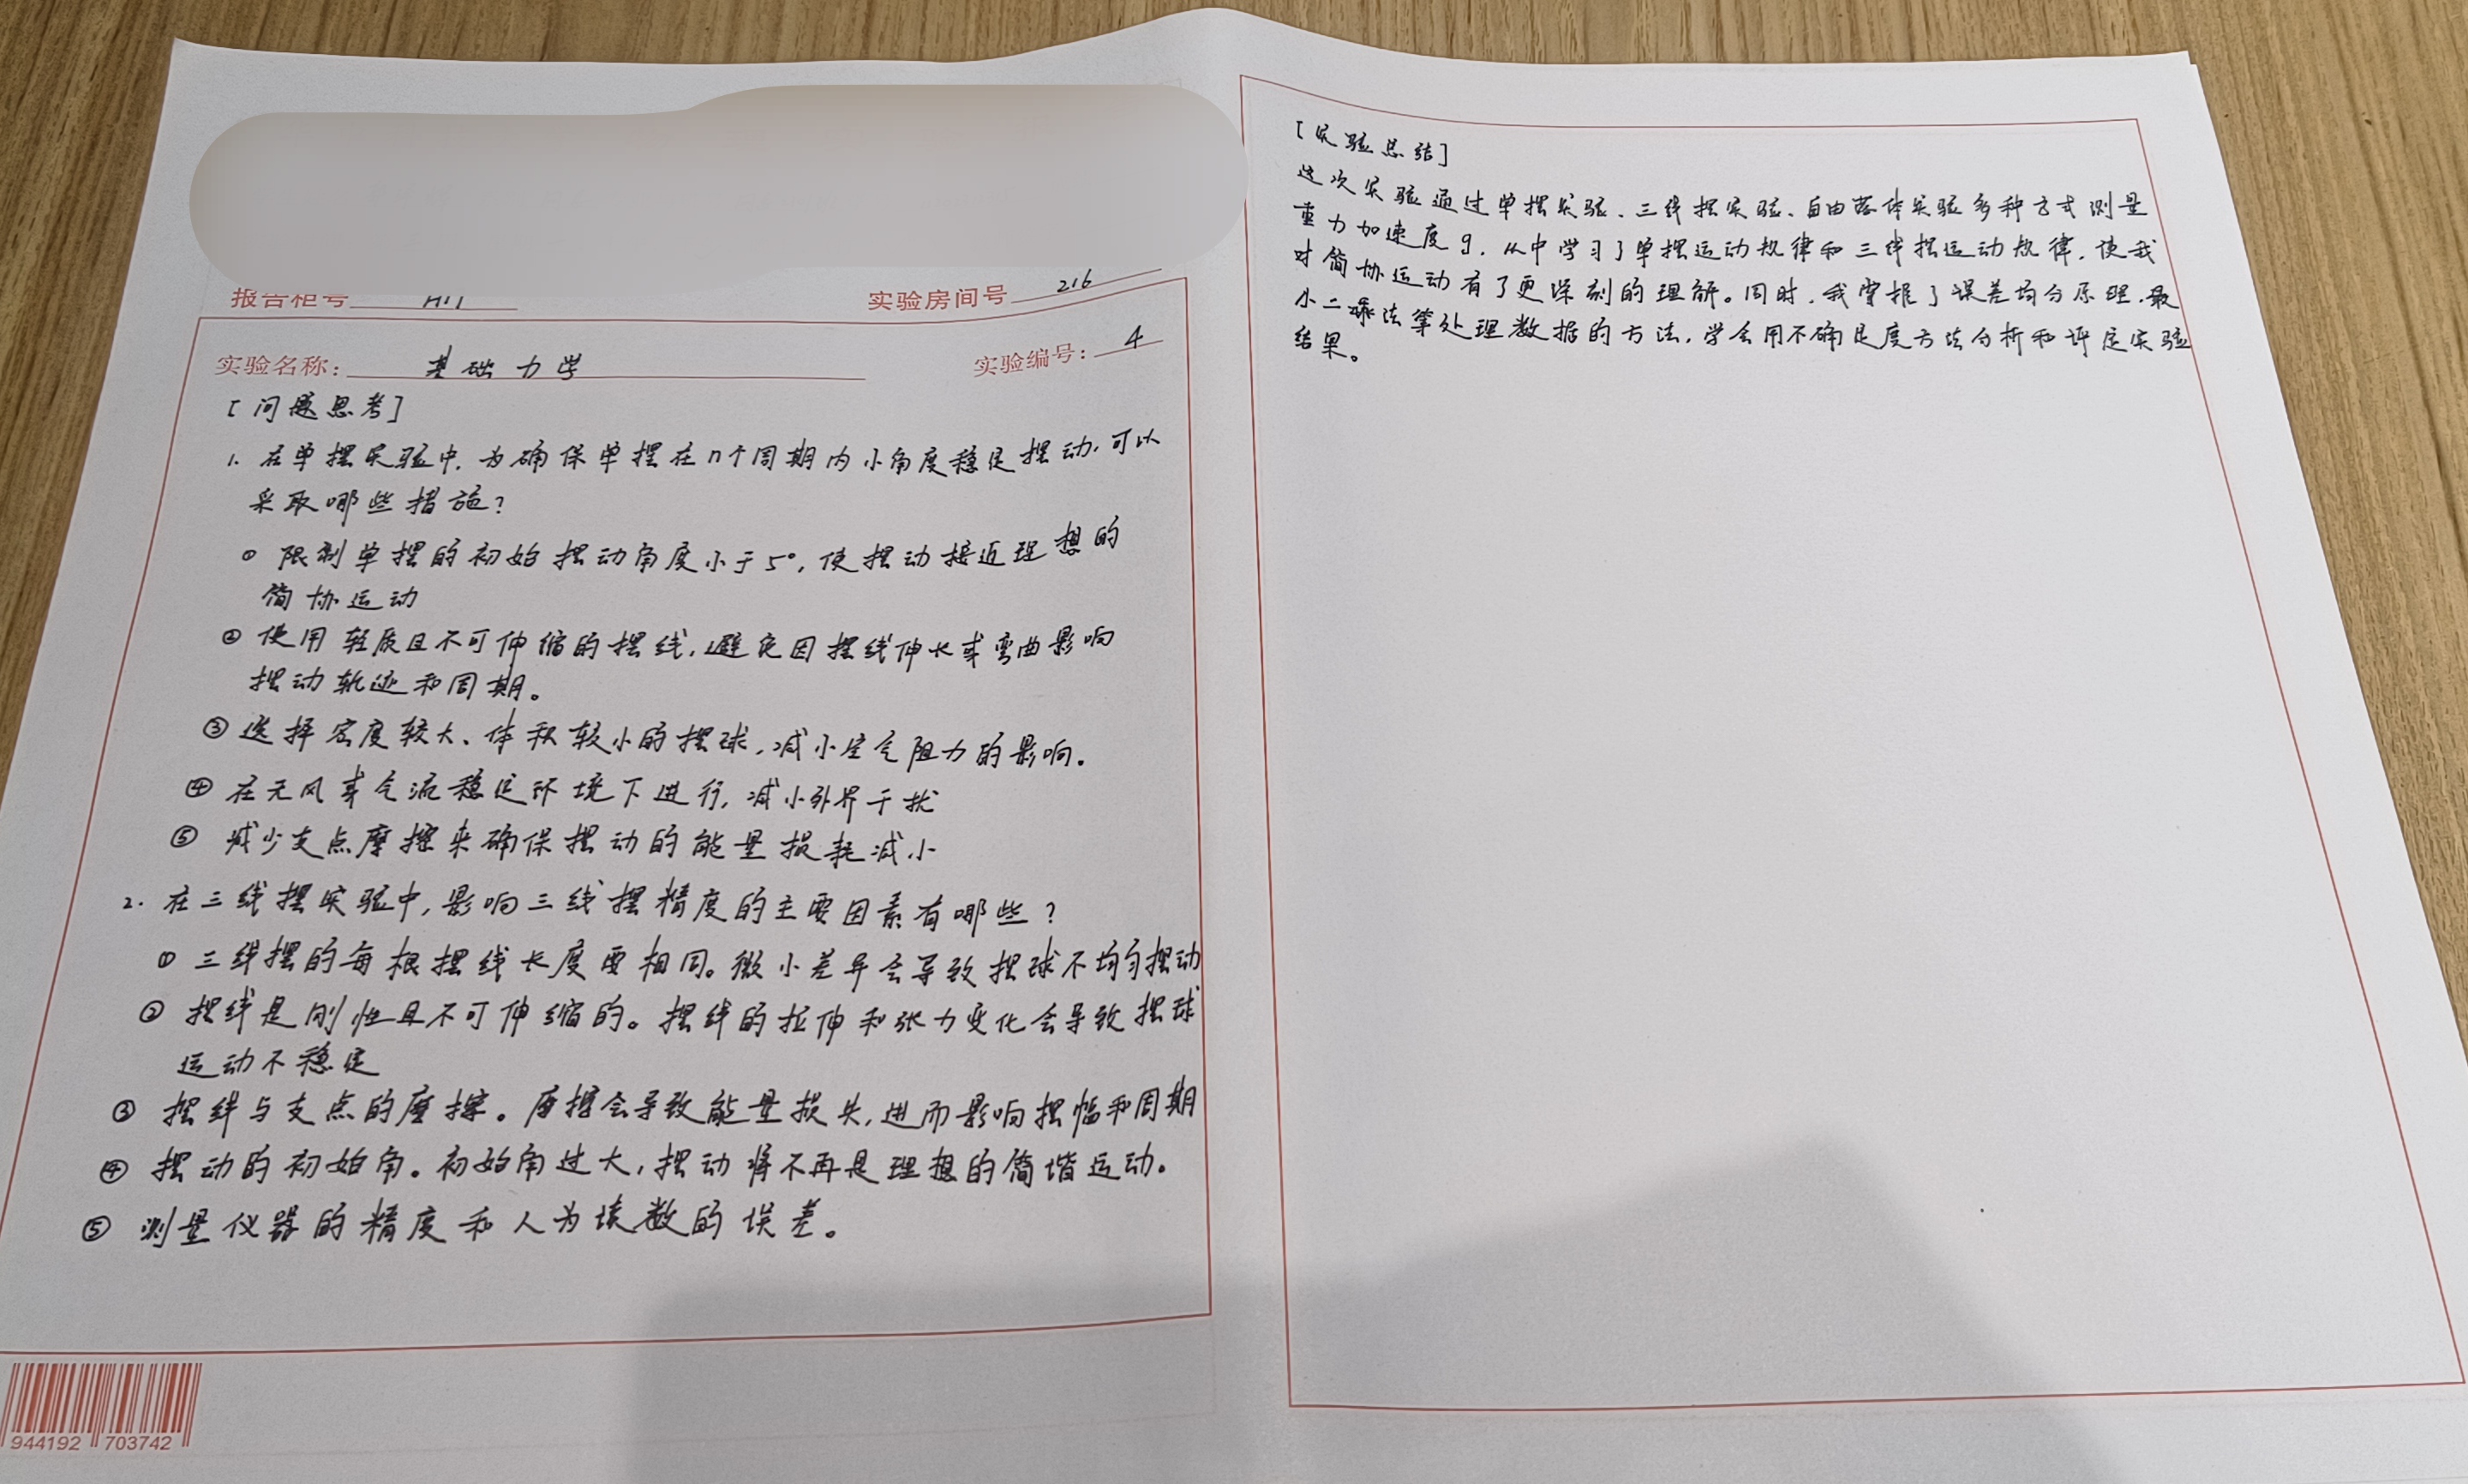 报告柜号 A11
实验房间号 216
实验名称: 基础力学
实验编号: 4
[问题思考]
1. 在单摆实验中,为确保单摆在n个周期内小角度稳定摆动,可以
采取哪些措施?
① 限制单摆的初始摆动角度小于5°,使摆动接近理想的
简协运动
② 使用轻质且不可伸缩的摆线,避免因摆线伸长或弯曲影响
摆动轨迹和周期。
③ 选择密度较大、体积较小的摆球,减小空气阻力的影响。
④ 在无风或气流稳定环境下进行,减小外界干扰
⑤ 减少支点摩擦来确保摆动的能量损耗减小
2. 在三线摆实验中,影响三线摆精度的主要因素有哪些?
① 三线摆的每根摆线长度要相同。微小差异会导致摆球不均匀摆动
② 摆线是刚性且不可伸缩的。摆线的拉伸和张力变化会导致摆球
运动不稳定
③ 摆线与支点的摩擦。摩擦会导致能量损失,进而影响摆幅和周期
④ 摆动的初始角。初始角过大,摆动将不再是理想的简谐运动。
⑤ 测量仪器的精度和人为读数的误差。
944192 703742
[实验总结]
这次实验通过单摆实验、三线摆实验、自由落体实验多种方式测量
重力加速度g,从中学习了单摆运动规律和三线摆运动规律,使我
对简协运动有了更深刻的理解。同时,我掌握了误差均分原理、最
小二乘法等处理数据的方法,学会用不确定度方法分析和评定实验
结果。